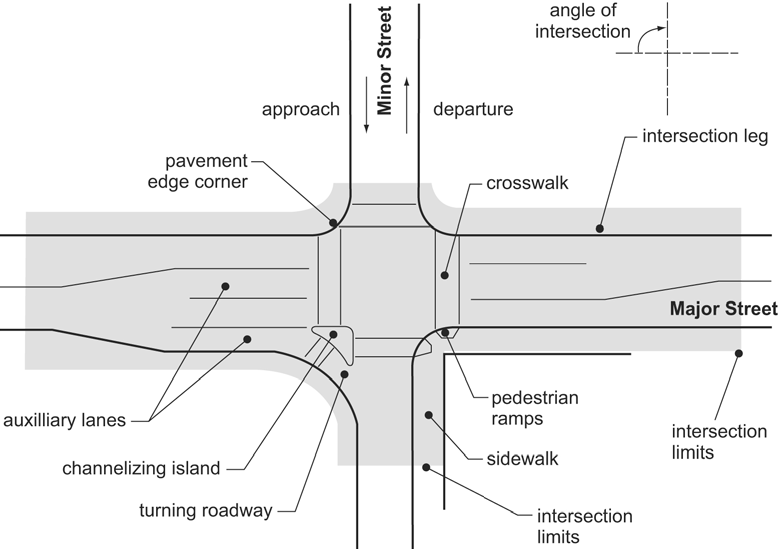 angle of
intersection
Minor Street
approach
departure
intersection leg
pavement
edge corner
crosswalk
Major Street
auxilliary lanes
pedestrian
ramps
intersection
limits
channelizing island
sidewalk
turning roadway
intersection
limits